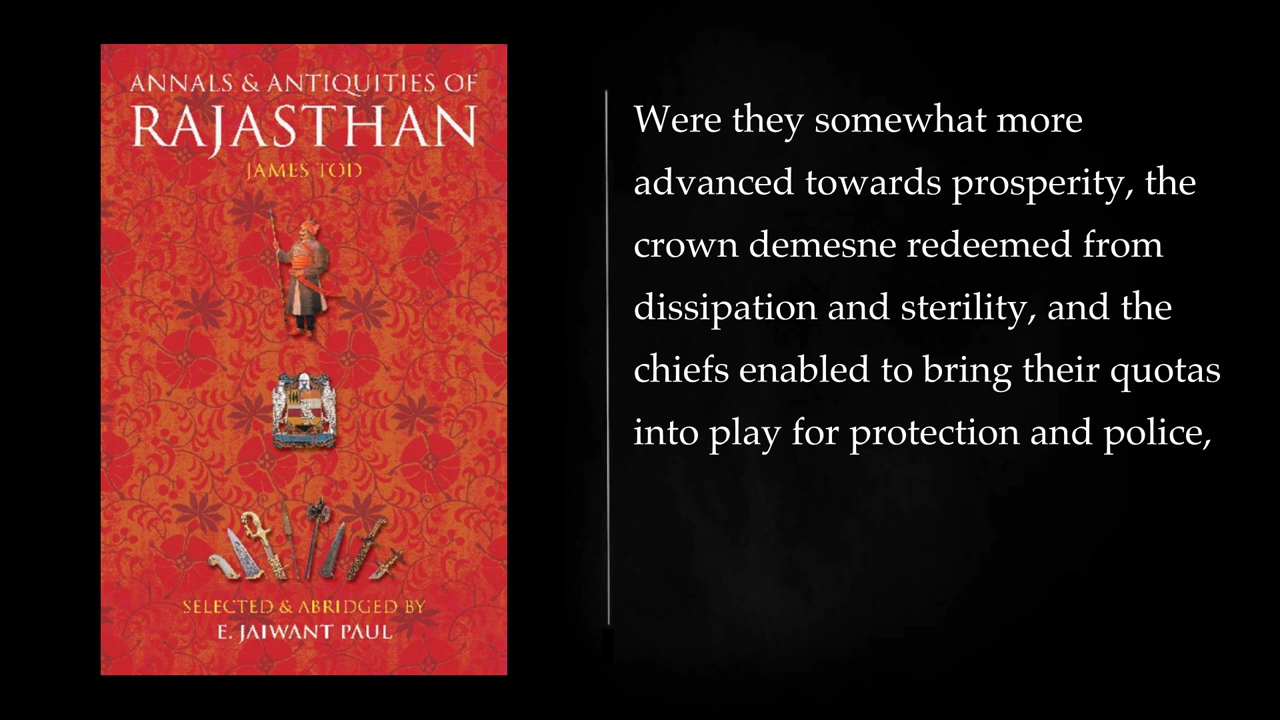 ANNALS & ANTIQUITIES OF
RAJASTHAN
JAMES TOD
SELECTED & ABRIDGED BY
E. JAIWANT PAUL
Were they somewhat more
advanced towards prosperity, the
crown demesne redeemed from
dissipation and sterility, and the
chiefs enabled to bring their quotas
into play for protection and police,